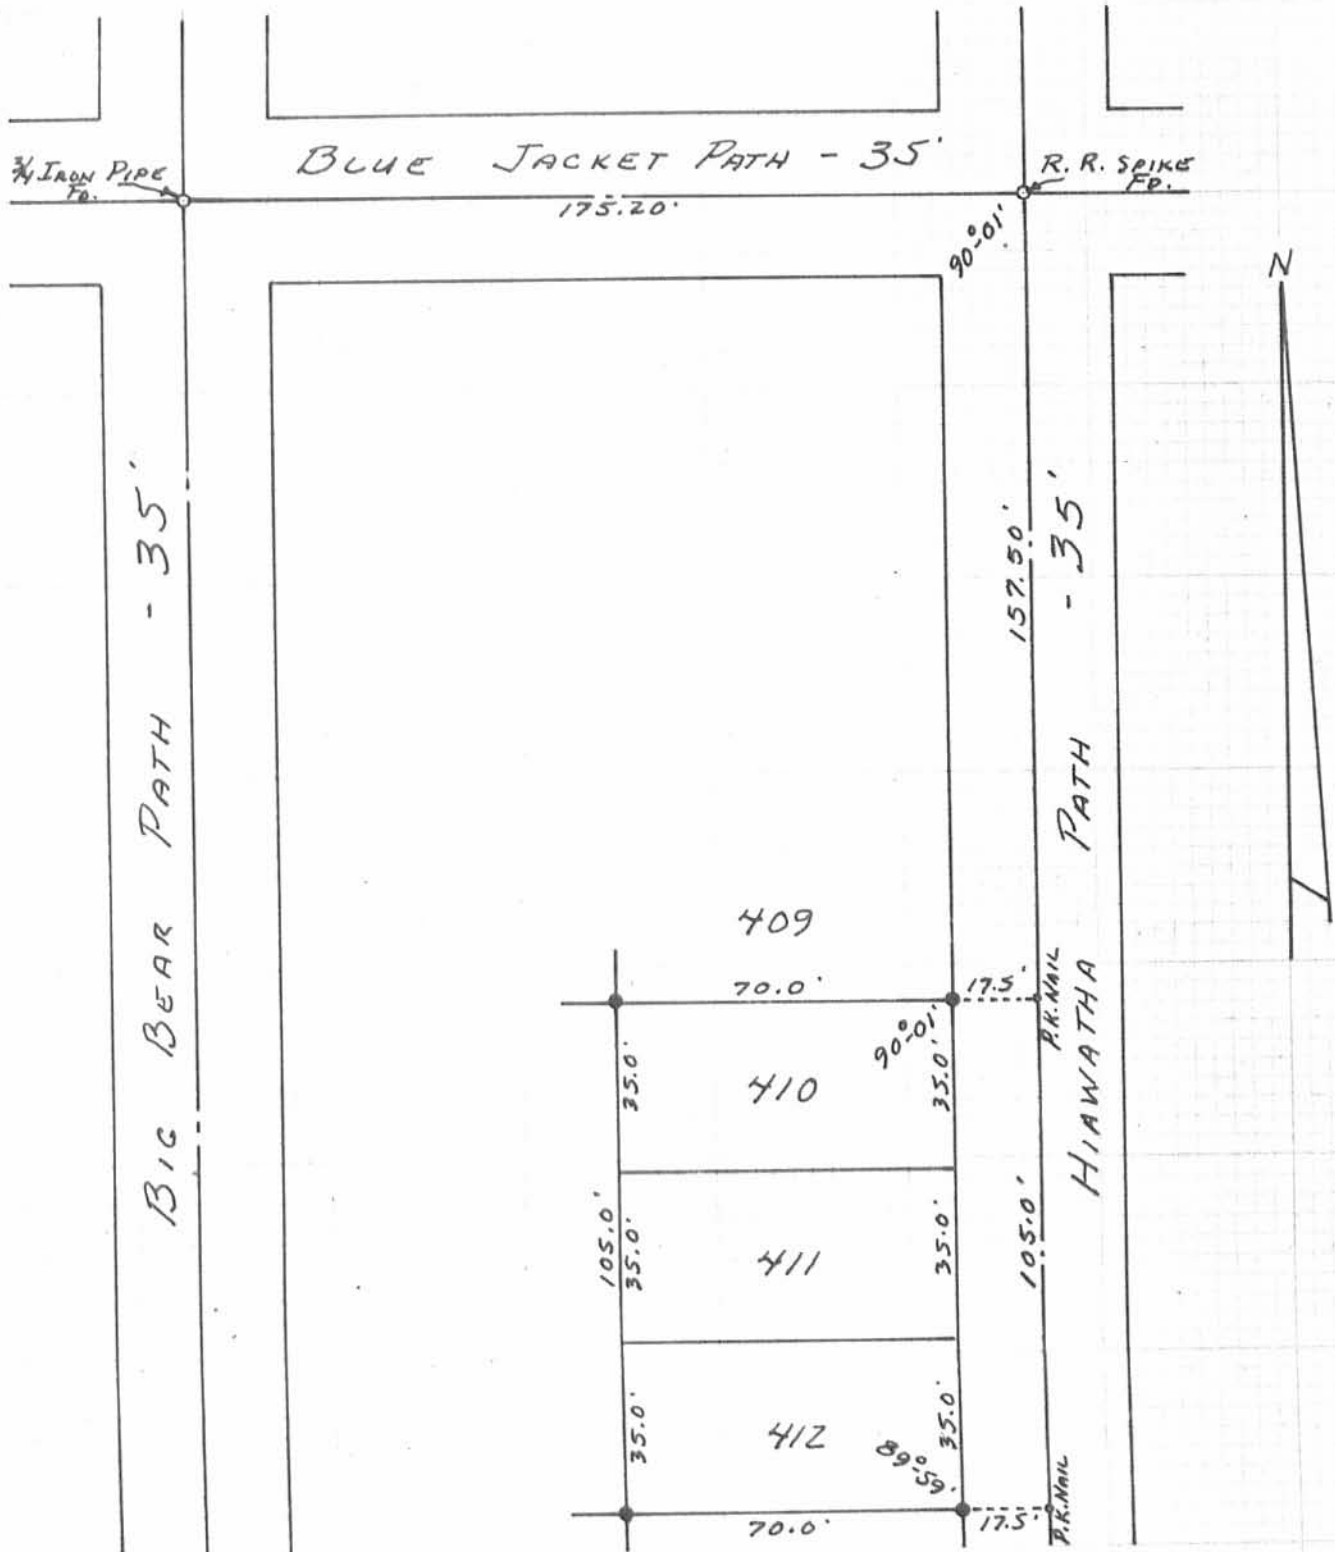 BLUE JACKET PATH - 35'
3/4 IRON PIPE
FD.
R. R. SPIKE
FD.
175.20'
90°-01'
N
BIG BEAR PATH - 35'
157.50'
HIAWATHA PATH - 35'
409
70.0'
17.5'
P.K. NAIL
90°-01'
35.0'
410
35.0'
105.0'
35.0'
411
35.0'
105.0'
35.0'
412
35.0'
89°-59'
70.0'
17.5'
P.K. NAIL